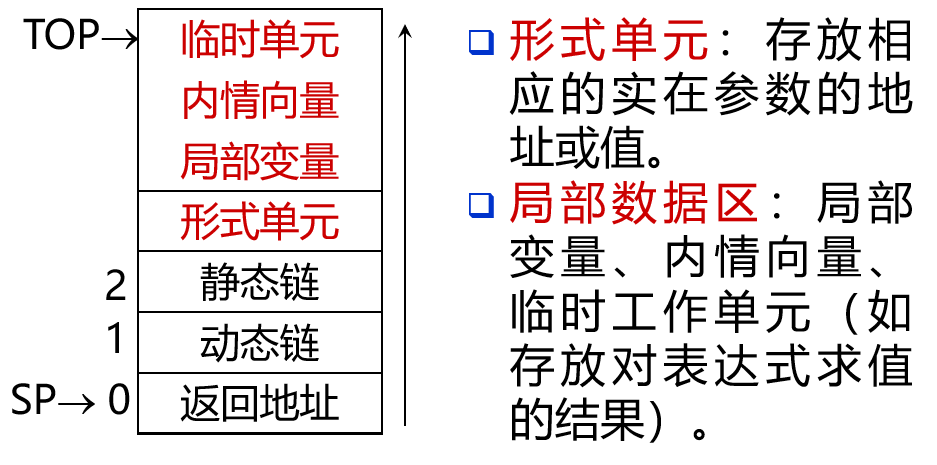 TOP→ 临时单元
内情向量
局部变量
形式单元
2 静态链
1 动态链
SP→ 0 返回地址
形式单元：存放相
应的实在参数的地
址或值。
局部数据区：局部
变量、内情向量、
临时工作单元（如
存放对表达式求值
的结果）。